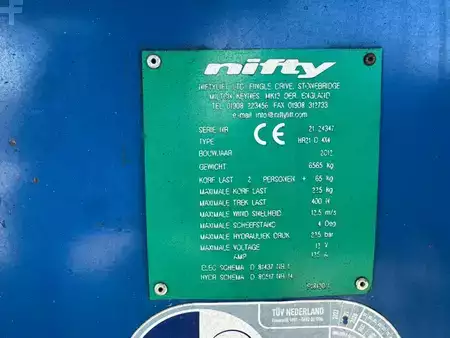 nifty
NIFTYLIFT LTD. FINGLE DRIVE, STONEBRIDGE
MILTON KEYNES, MK13 0ER, ENGLAND
TEL 01908 223456 FAX 01908 312733
e-mail info@niftylift.com
CE
SERIE NR 21 24347
TYPE HR21 D 4X4
BOUWJAAR 2012
GEWICHT 6565 kg
KORF LAST 2 PERSONEN + 65 kg
MAXIMALE KORF LAST 225 kg
MAXIMALE TREK LAST 400 N
MAXIMALE WIND SNELHEID 12.5 m/s
MAXIMALE SCHEEFSTAND 4 Deg
MAXIMALE HYDRAULIEK DRUK BAR
MAXIMALE VOLTAGE 12 V
AMP A
ELEC SCHEMA D 81437
HYDR SCHEMA D 80517
TÜV NEDERLAND